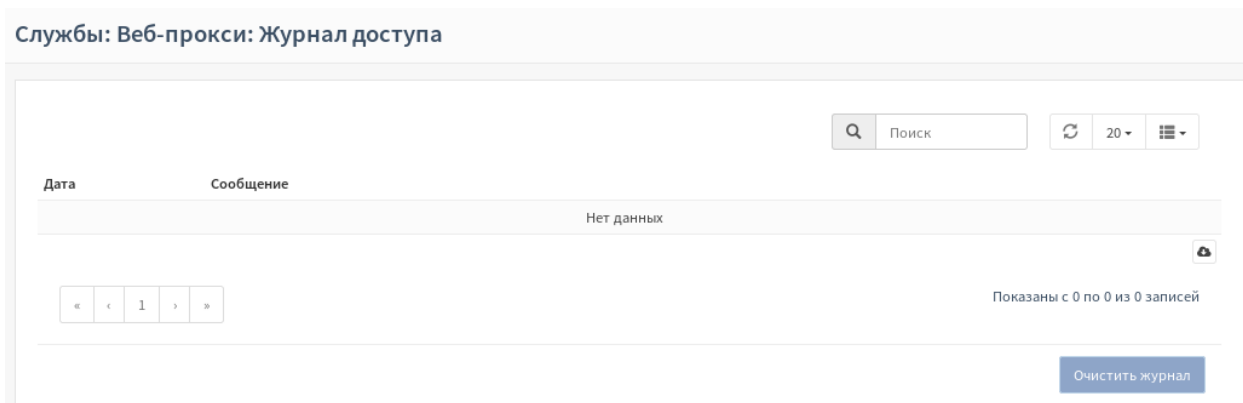 Службы: Веб-прокси: Журнал доступа
Поиск
20
Дата Сообщение
Нет данных
« ‹ 1 › »
Показаны с 0 по 0 из 0 записей
Очистить журнал